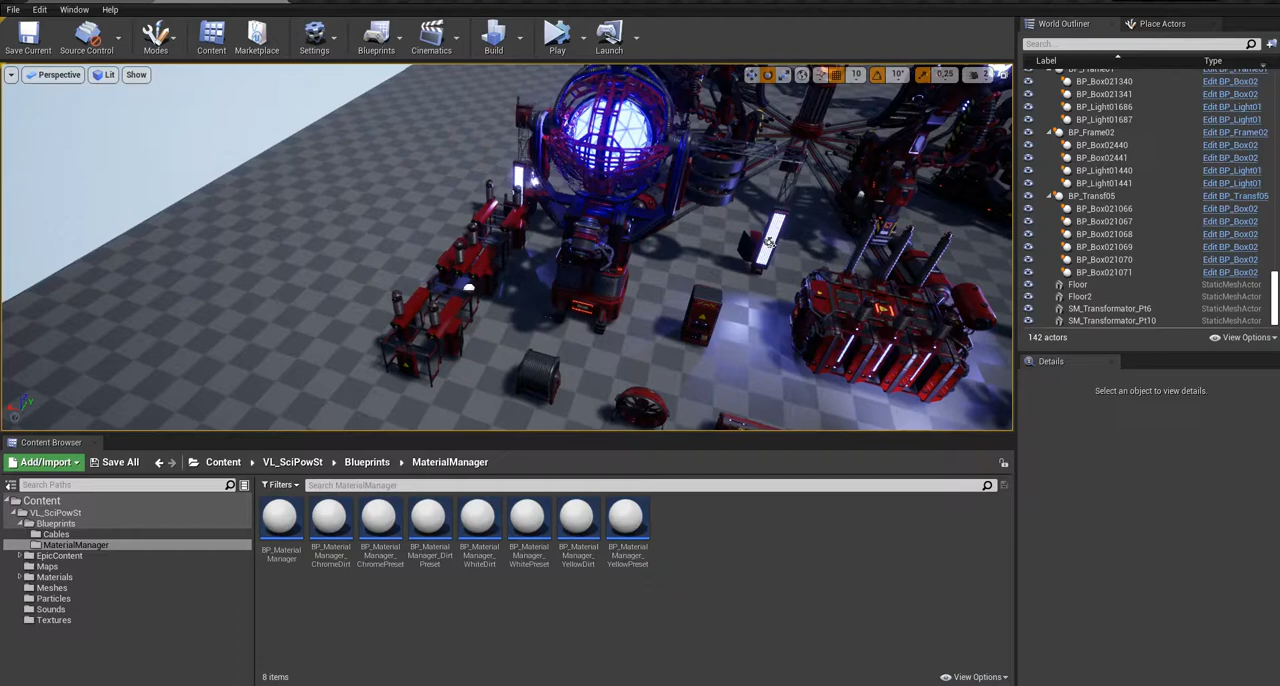 File Edit Window Help
Save Current Source Control Modes Content Marketplace Settings Blueprints Cinematics Build Play Launch
Perspective Lit Show
10 10° 0,25 2
World Outliner Place Actors
Search...
Label Type
BP_Frame01 Edit BP_Frame01
BP_Box021340 Edit BP_Box02
BP_Box021341 Edit BP_Box02
BP_Light01686 Edit BP_Light01
BP_Light01687 Edit BP_Light01
BP_Frame02 Edit BP_Frame02
BP_Box02440 Edit BP_Box02
BP_Box02441 Edit BP_Box02
BP_Light01440 Edit BP_Light01
BP_Light01441 Edit BP_Light01
BP_Transf05 Edit BP_Transf05
BP_Box021066 Edit BP_Box02
BP_Box021067 Edit BP_Box02
BP_Box021068 Edit BP_Box02
BP_Box021069 Edit BP_Box02
BP_Box021070 Edit BP_Box02
BP_Box021071 Edit BP_Box02
Floor StaticMeshActor
Floor2 StaticMeshActor
SM_Transformator_Pt6 StaticMeshActor
SM_Transformator_Pt10 StaticMeshActor
142 actors View Options
Details
Select an object to view details.
Content Browser
Add/Import Save All Content VL_SciPowSt Blueprints MaterialManager
Search Paths
Filters Search MaterialManager
Content
VL_SciPowSt
Blueprints
Cables
MaterialManager
EpicContent
Maps
Materials
Meshes
Particles
Sounds
Textures
BP_Material
Manager
BP_Material
Manager_
ChromeDirt
BP_Material
Manager_
ChromePreset
BP_Material
Manager_Dirt
Preset
BP_Material
Manager_
WhiteDirt
BP_Material
Manager_
WhitePreset
BP_Material
Manager_
YellowDirt
BP_Material
Manager_
YellowPreset
8 items View Options